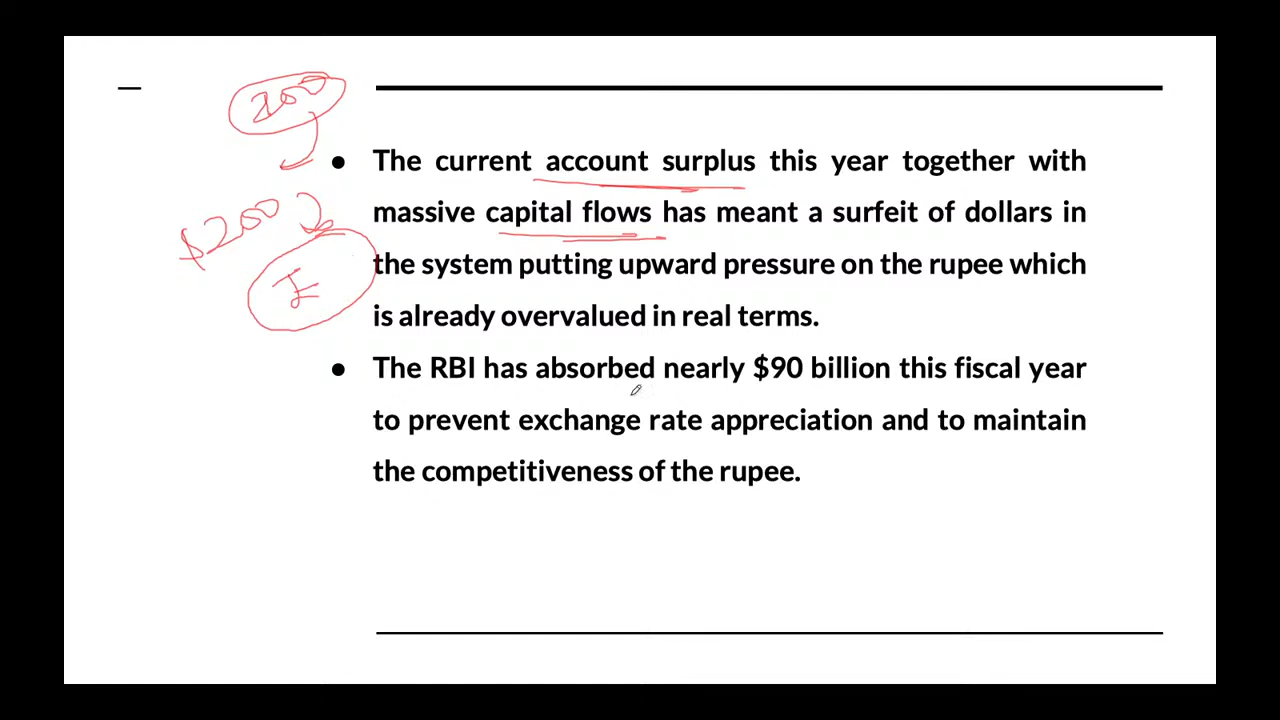 200
● The current account surplus this year together with
massive capital flows has meant a surfeit of dollars in
$200
the system putting upward pressure on the rupee which
is already overvalued in real terms.
● The RBI has absorbed nearly $90 billion this fiscal year
to prevent exchange rate appreciation and to maintain
the competitiveness of the rupee.